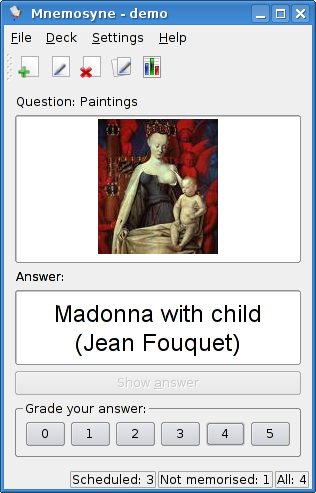 Mnemosyne - demo
File Deck Settings Help
Question: Paintings
Answer:
Madonna with child
(Jean Fouquet)
Show answer
Grade your answer:
0 1 2 3 4 5
Scheduled: 3 Not memorised: 1 All: 4